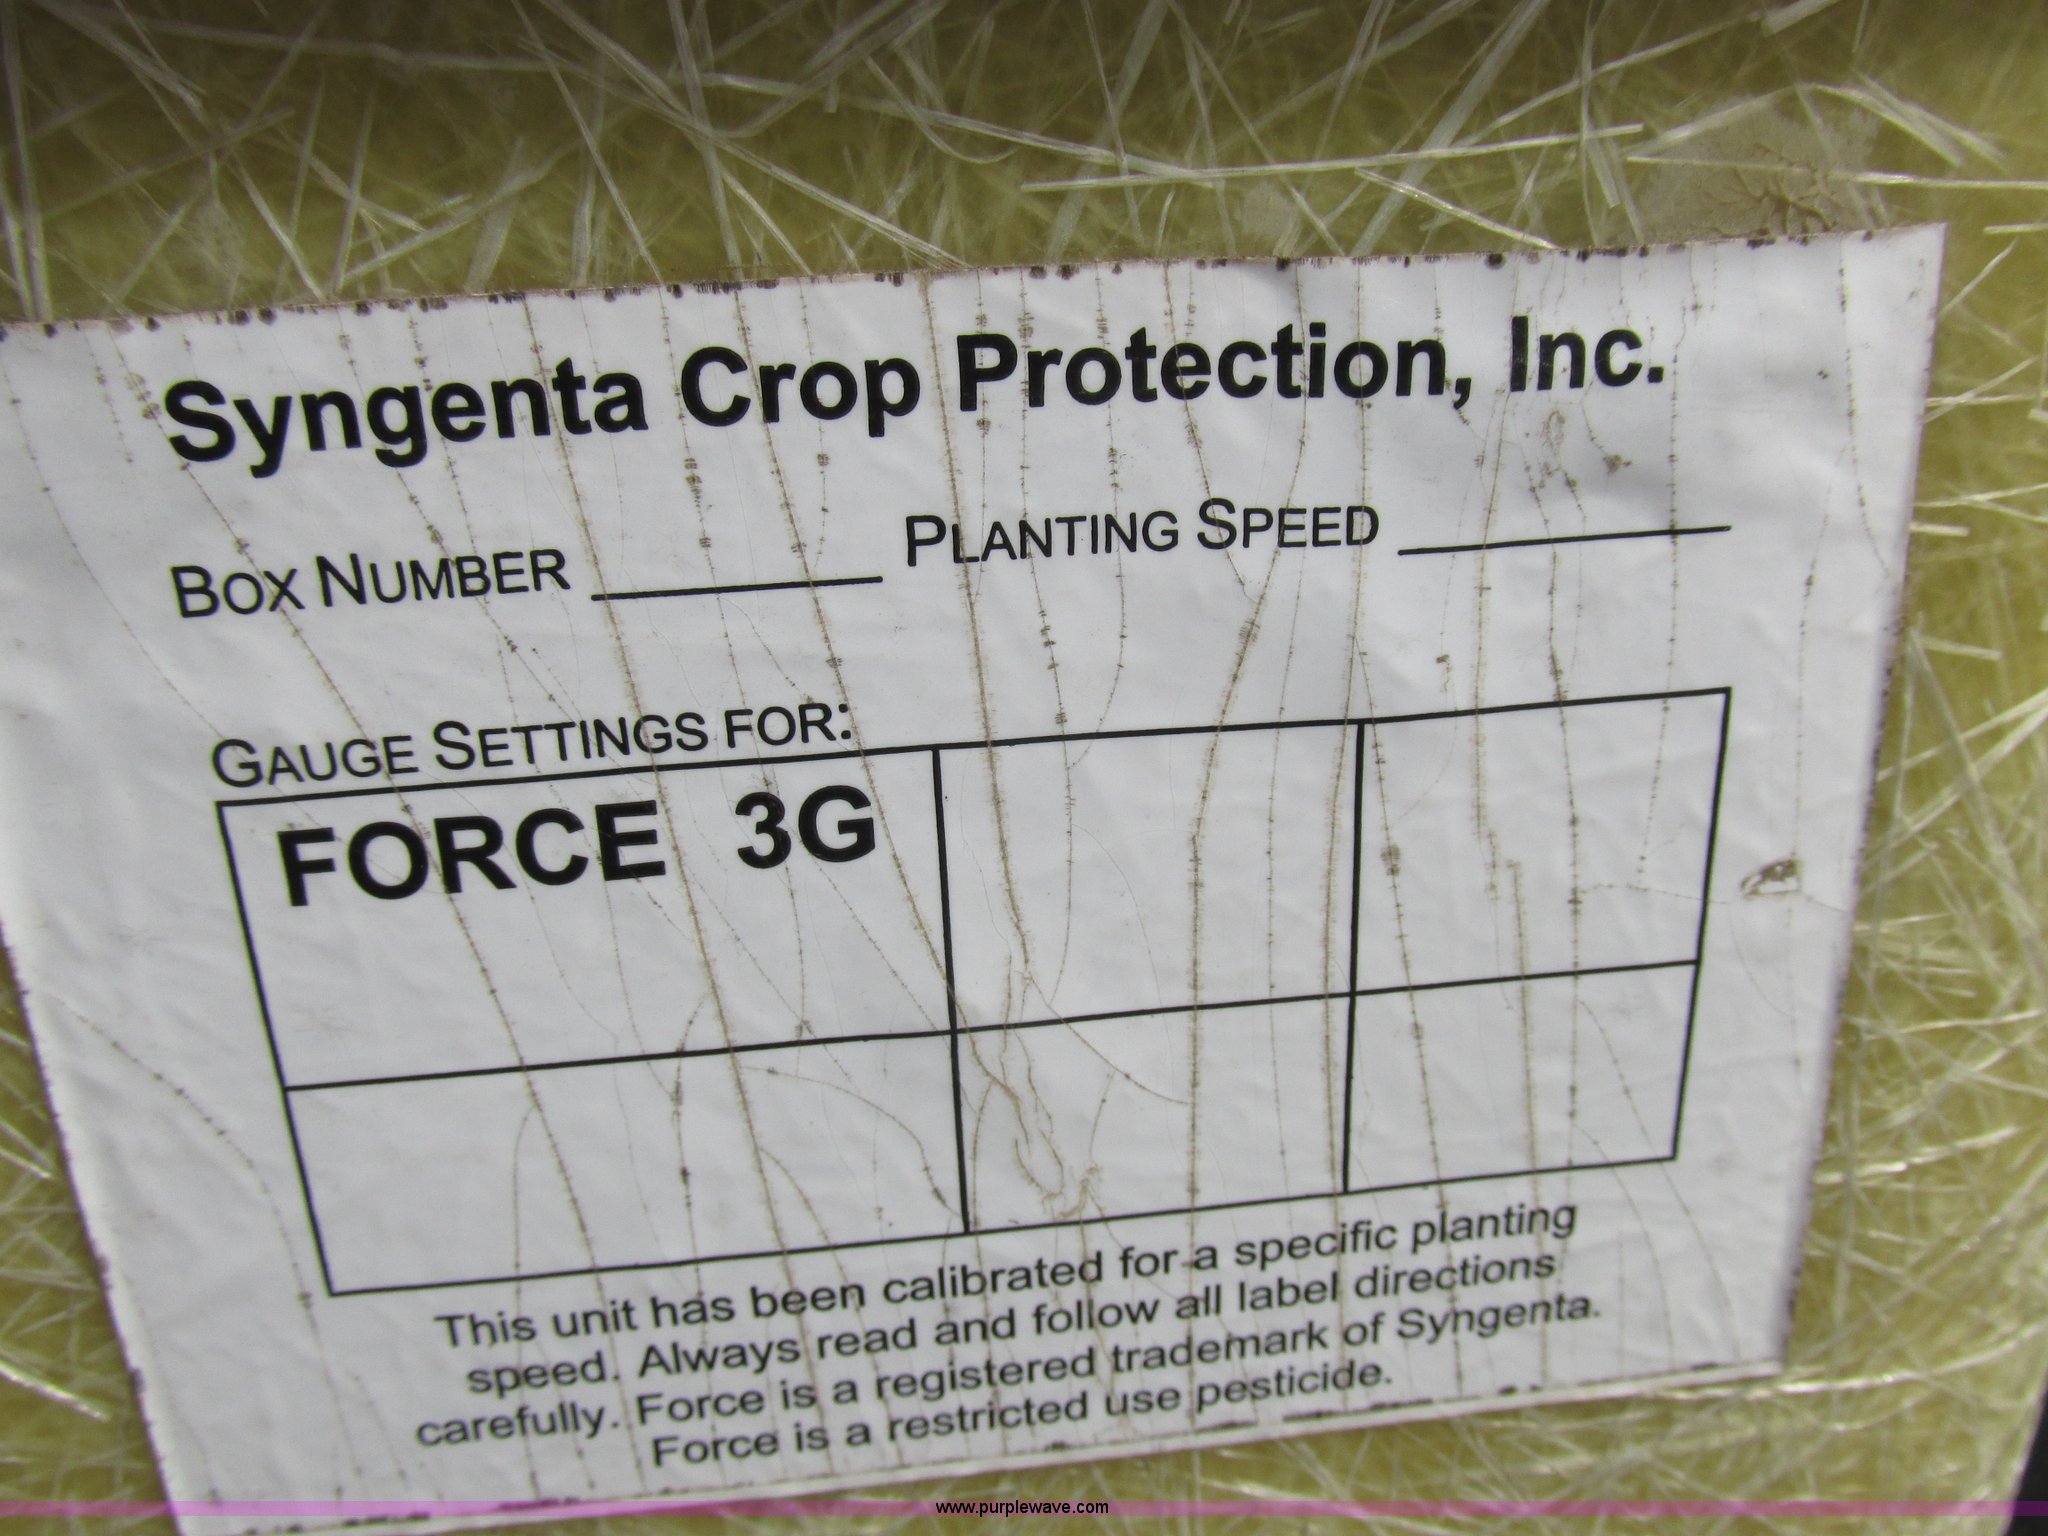 Syngenta Crop Protection, Inc.
BOX NUMBER PLANTING SPEED
GAUGE SETTINGS FOR:
FORCE 3G
This unit has been calibrated for a specific planting
speed. Always read and follow all label directions
carefully. Force is a registered trademark of Syngenta.
Force is a restricted use pesticide.
www.purplewave.com